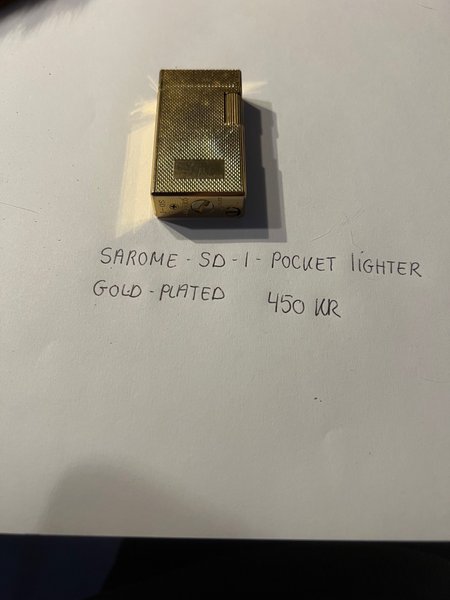 SAROME - SD - 1 - POCKET lIGHTER
GOLD - PLATED 450 KR